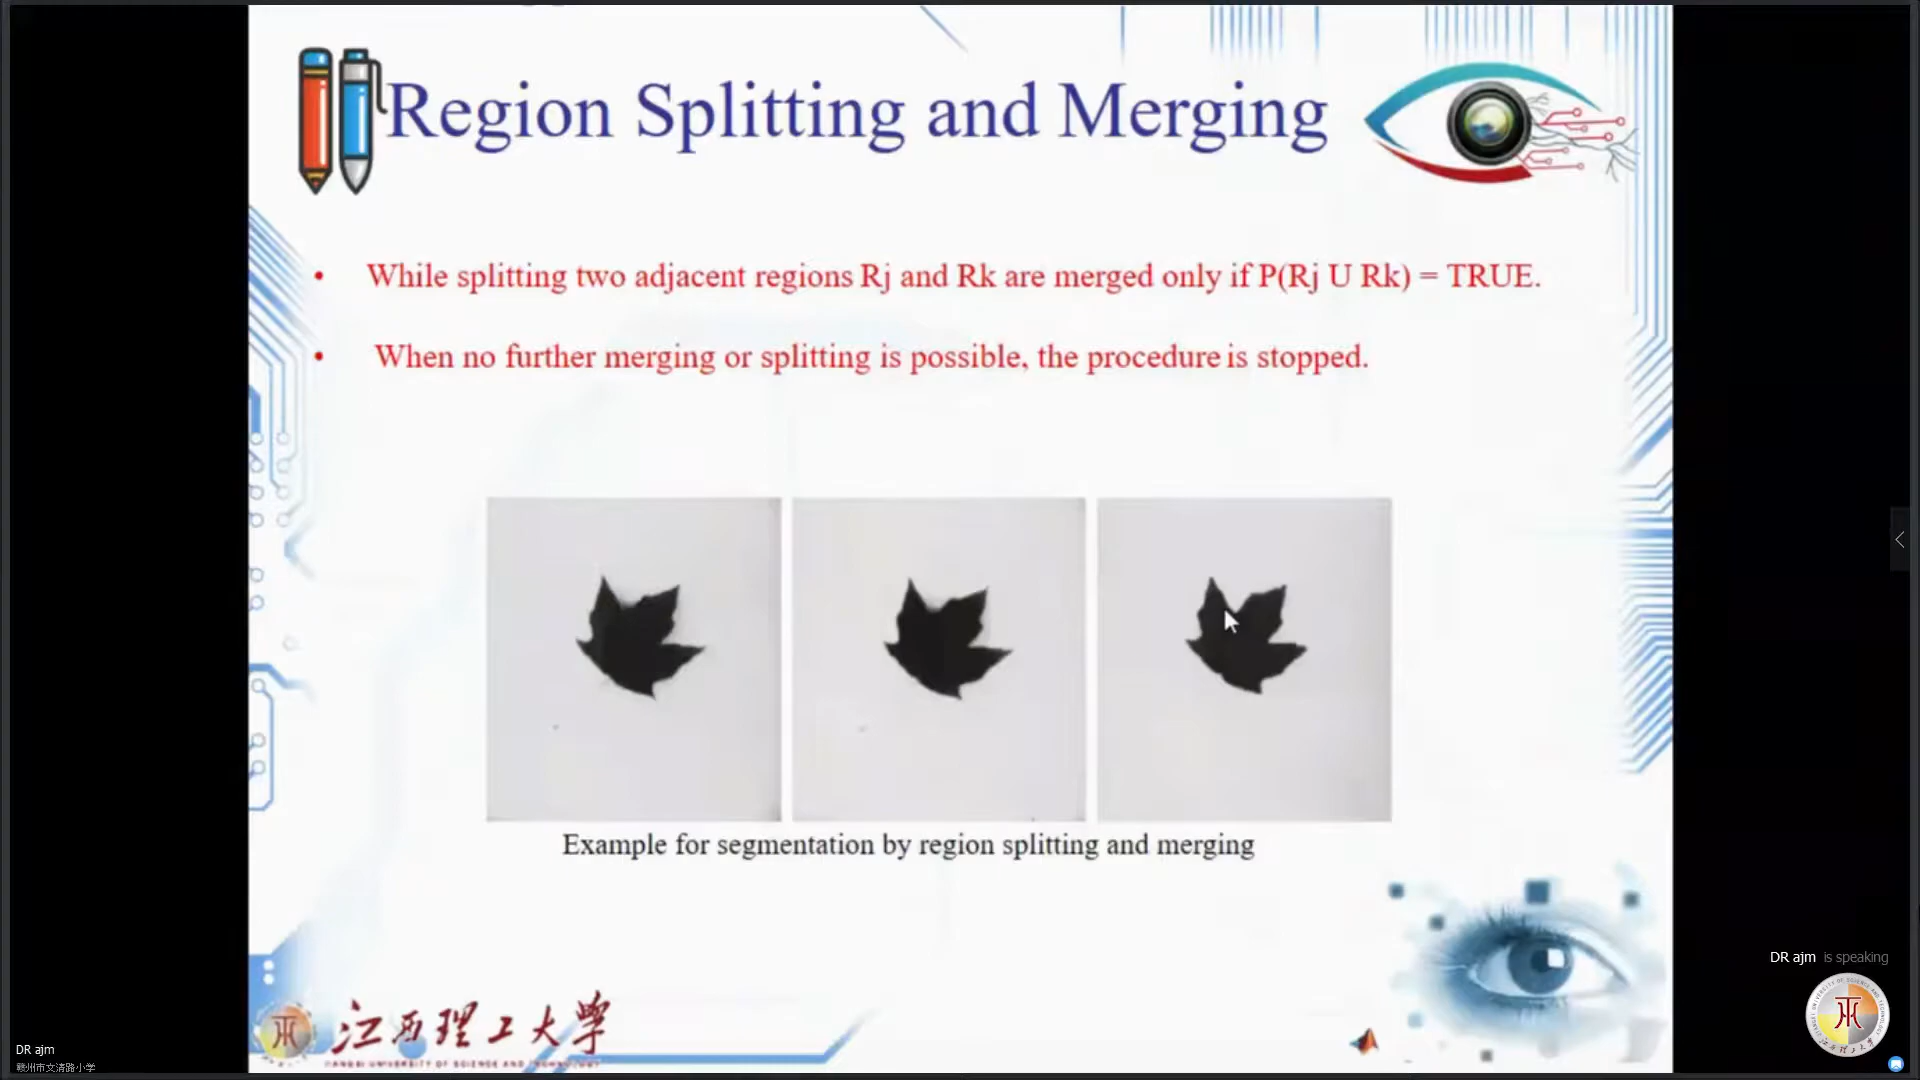 Region Splitting and Merging
• While splitting two adjacent regions Rj and Rk are merged only if P(Rj U Rk) = TRUE.
• When no further merging or splitting is possible, the procedure is stopped.
Example for segmentation by region splitting and merging
江西理工大学
JIANGXI UNIVERSITY OF SCIENCE AND TECHNOLOGY
DR ajm is speaking
DR ajm
赣州市文清路小学